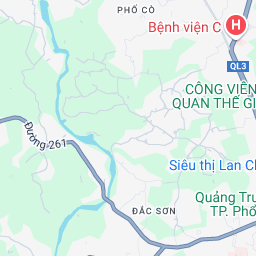 PHỐ CÒ
Bệnh viện C
H
QL3
CÔNG VIÊN
QUAN THẾ GI
Đường 261
Siêu thị Lan Ch
Quảng Trư
TP. Phổ
ĐẮC SƠN